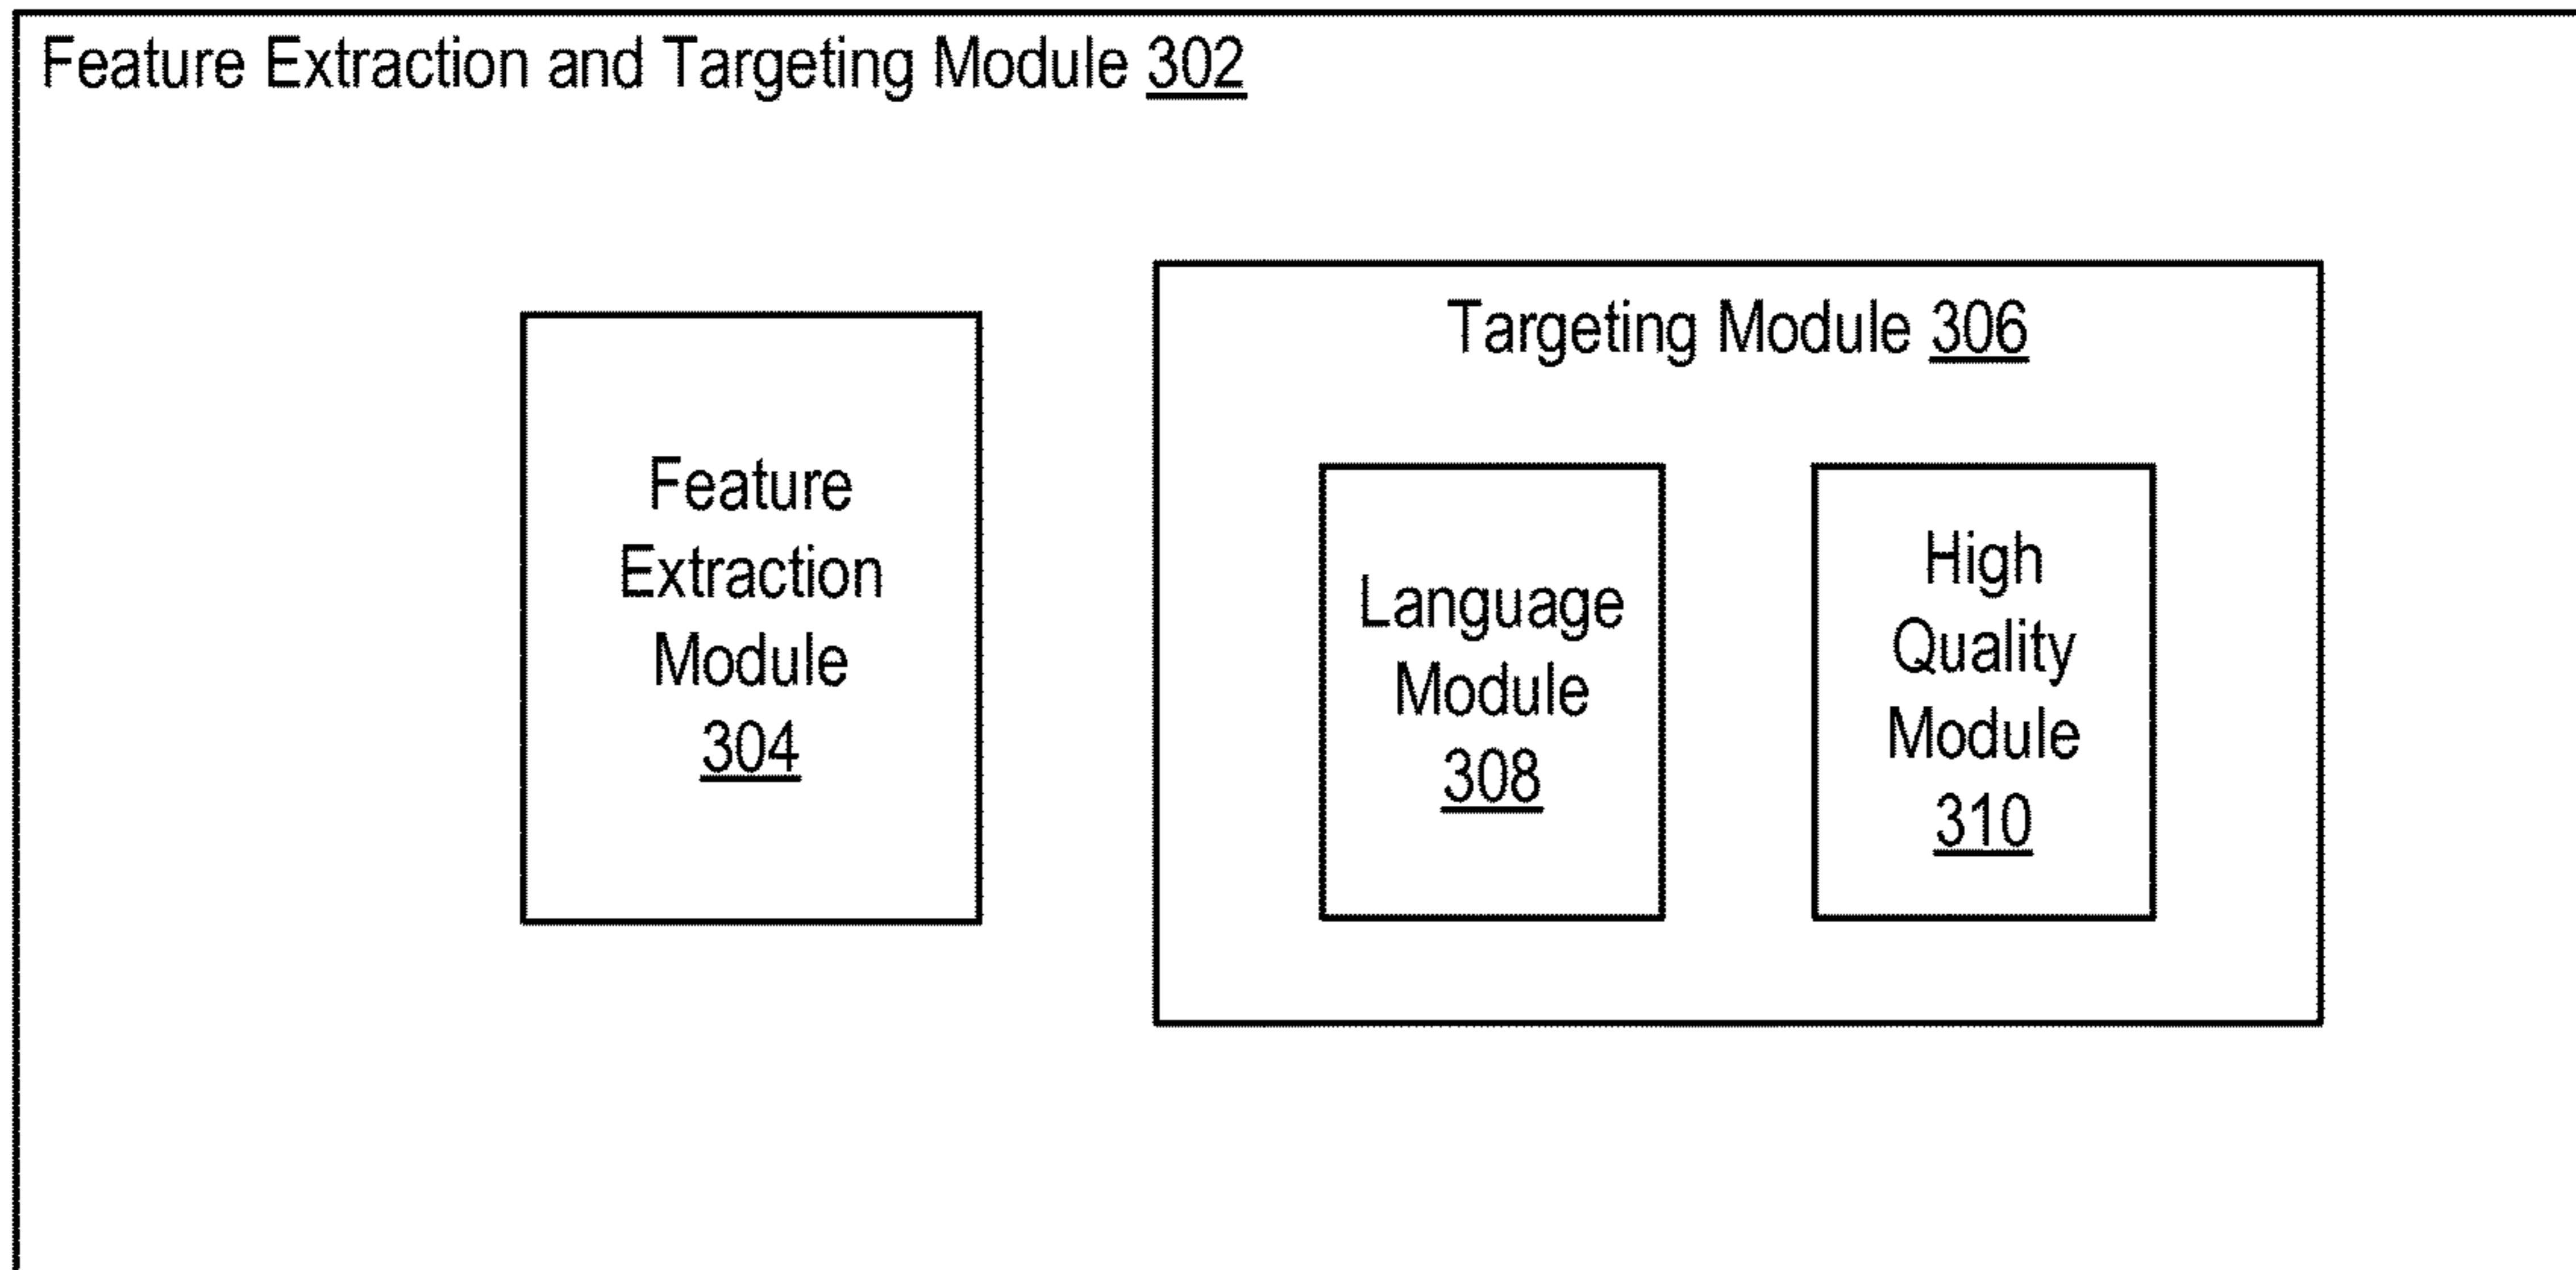 Feature Extraction and Targeting Module 302
Feature
Extraction
Module
304
Targeting Module 306
Language
Module
308
High
Quality
Module
310